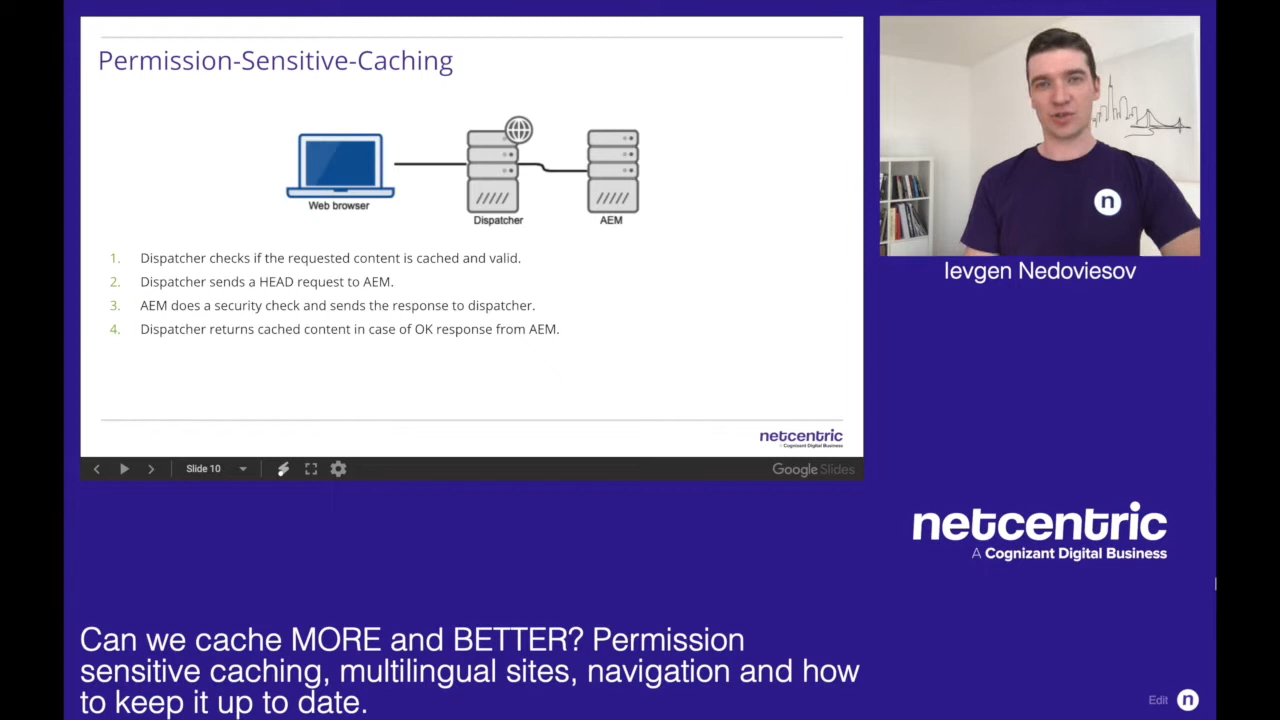 Permission-Sensitive-Caching
Web browser
Dispatcher
AEM
1. Dispatcher checks if the requested content is cached and valid.
2. Dispatcher sends a HEAD request to AEM.
3. AEM does a security check and sends the response to dispatcher.
4. Dispatcher returns cached content in case of OK response from AEM.
netcentric
A Cognizant Digital Business
Slide 10
Google Slides
n
Ievgen Nedoviesov
netcentric
A Cognizant Digital Business
Can we cache MORE and BETTER? Permission
sensitive caching, multilingual sites, navigation and how
to keep it up to date.
Edit
n